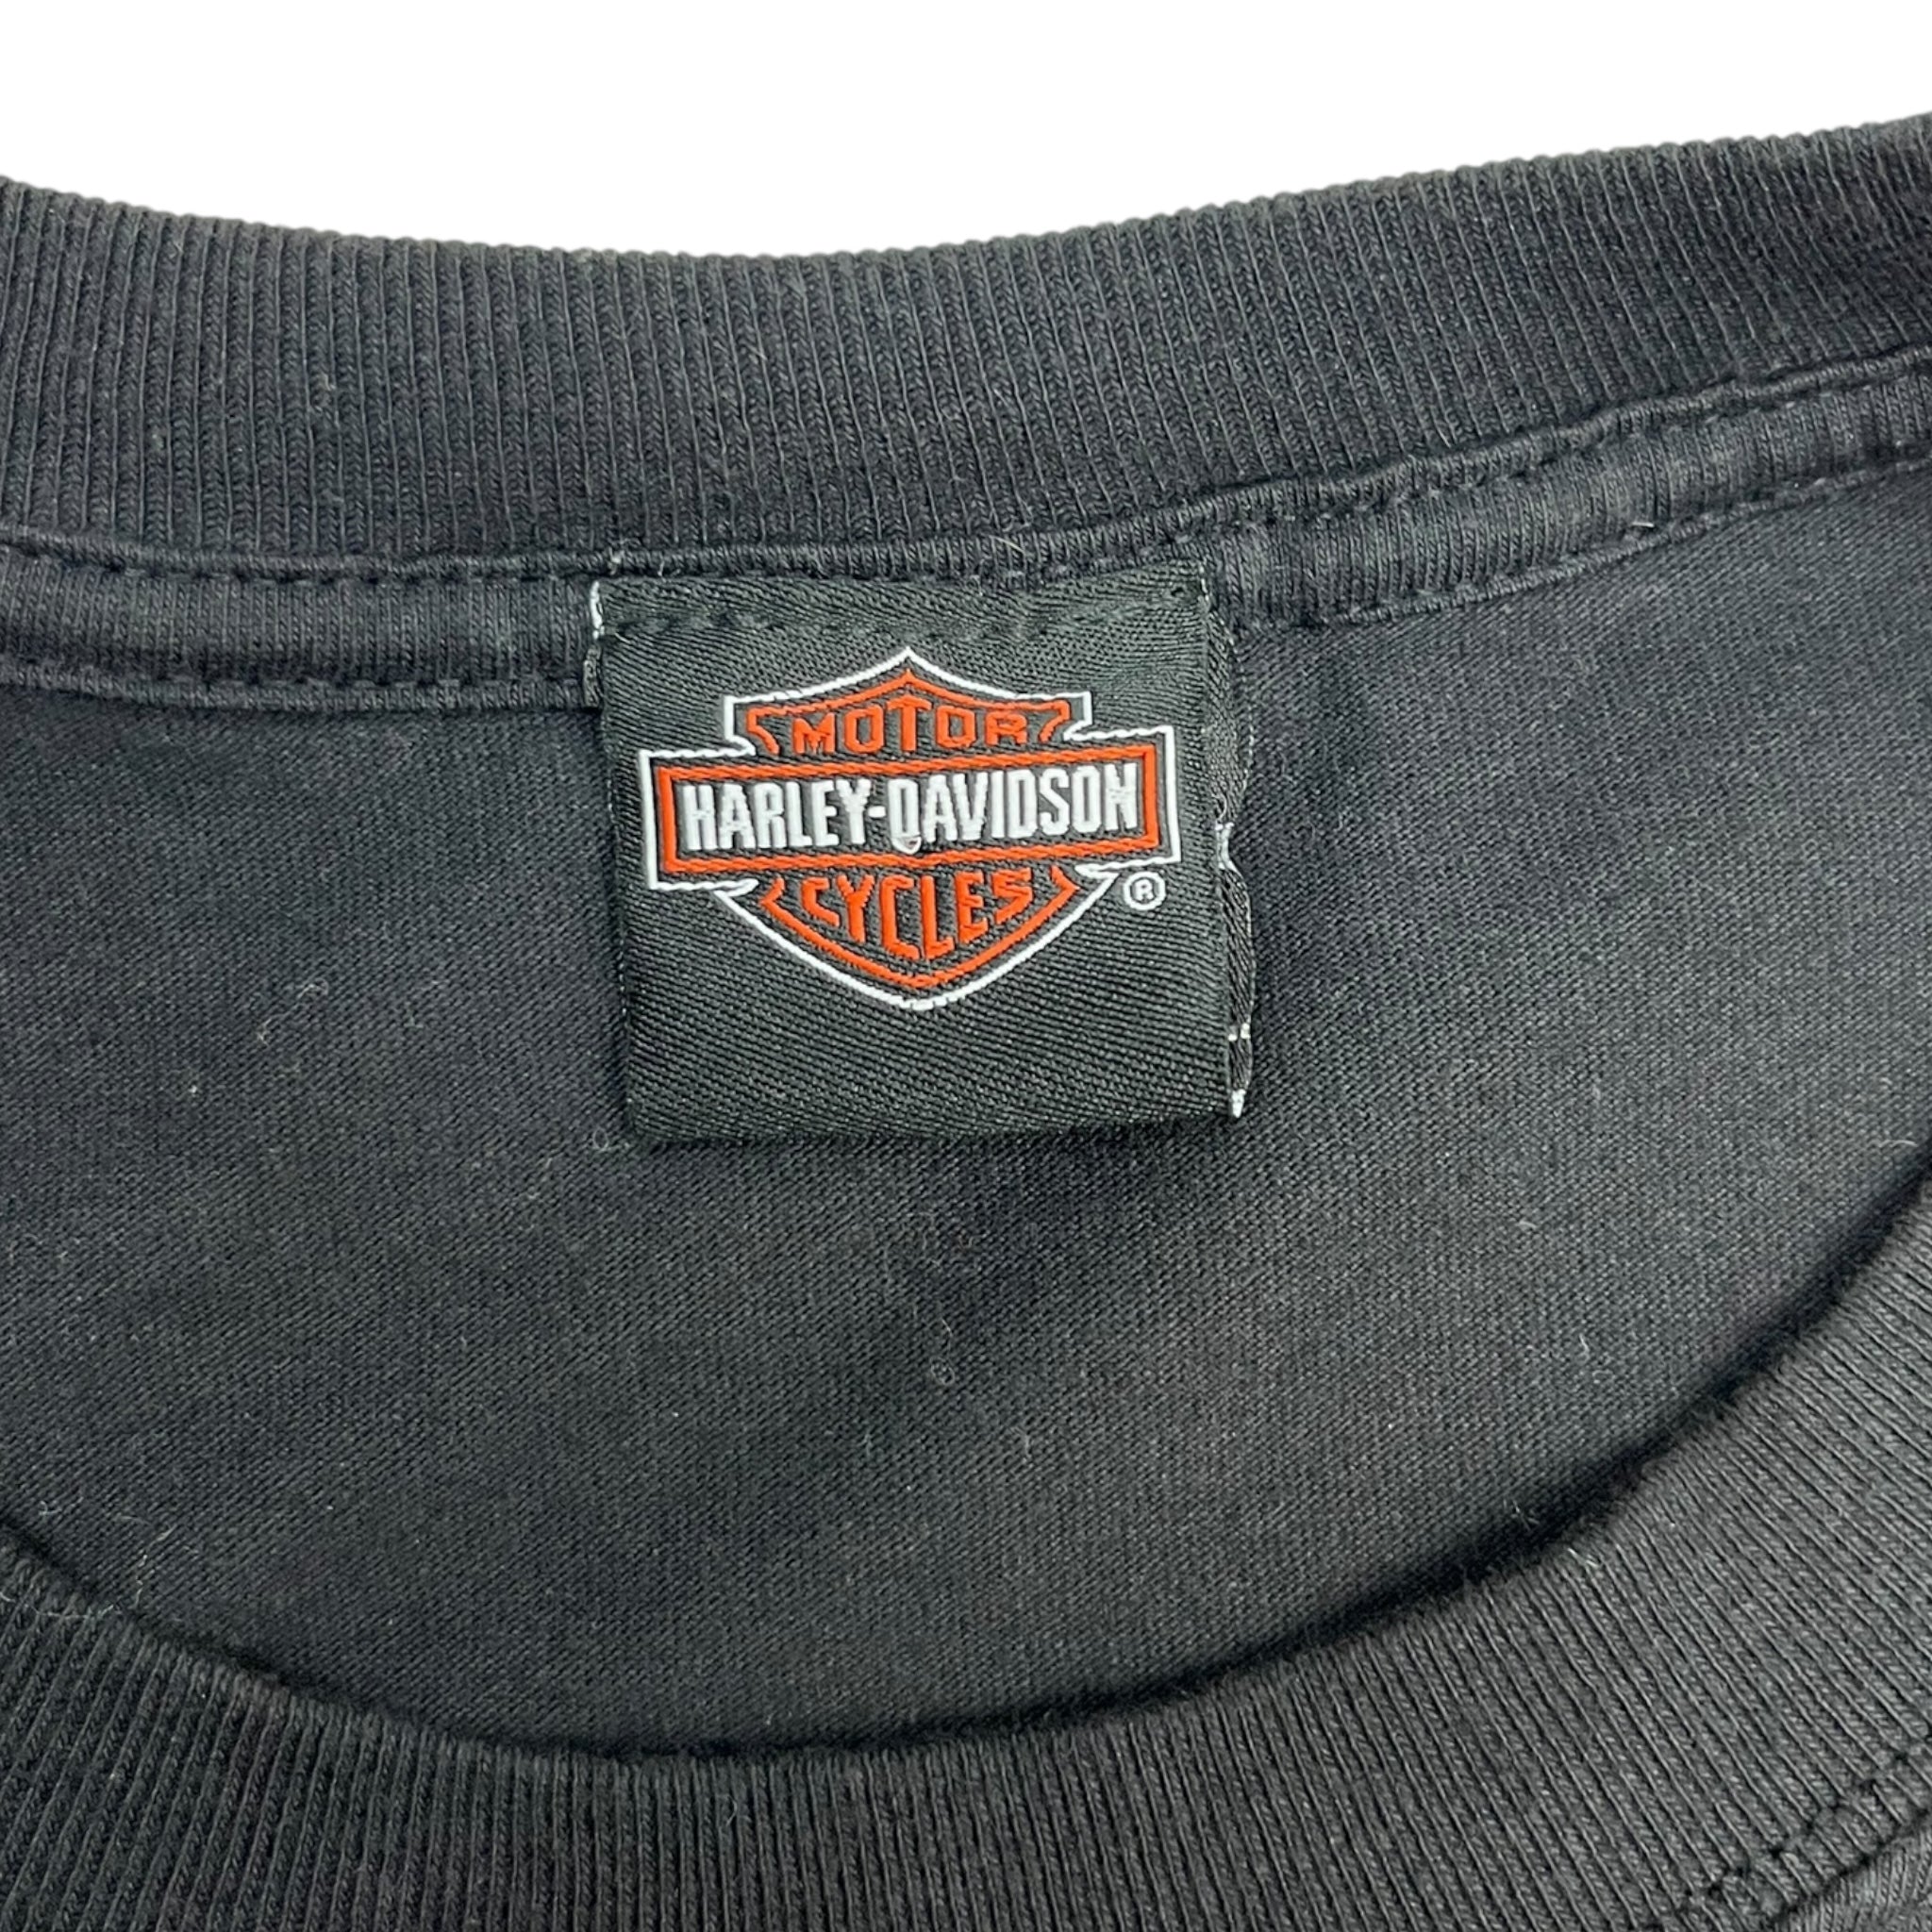 MOTOR
HARLEY-DAVIDSON
CYCLES
®